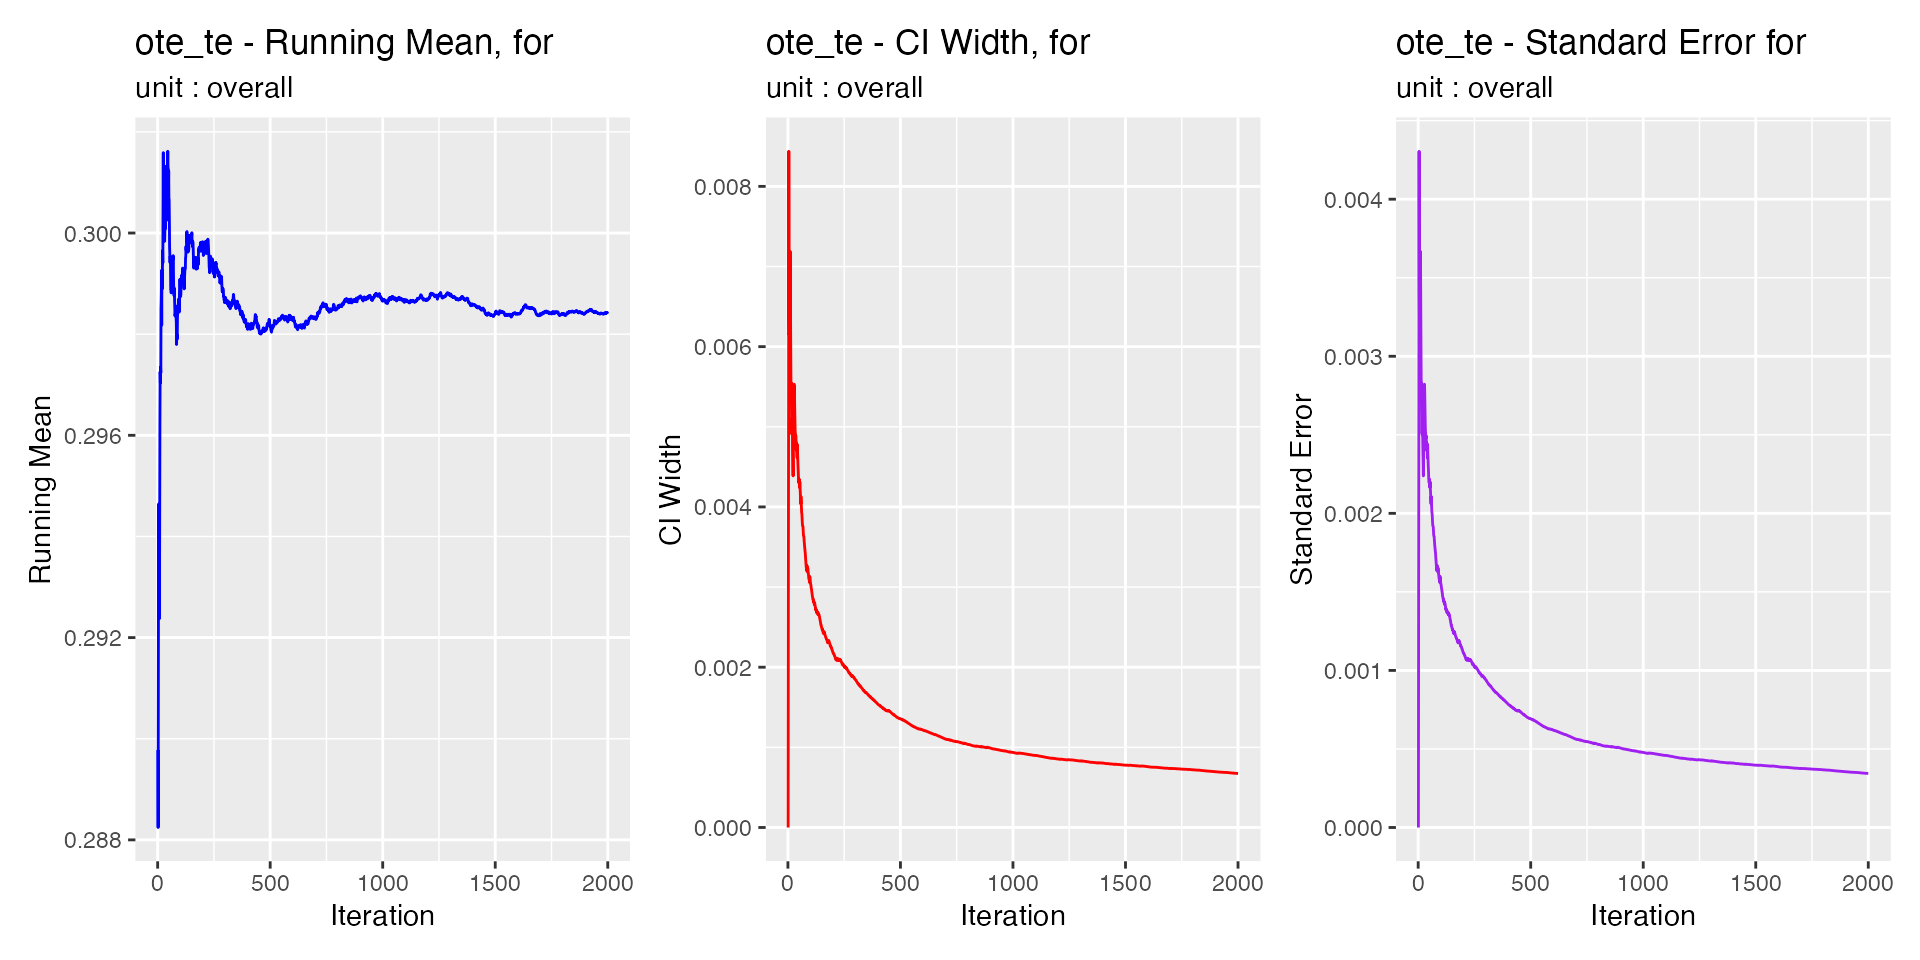 ote_te - Running Mean, for
unit : overall
Running Mean
0.300
0.296
0.292
0.288
0
500
1000
1500
2000
Iteration
ote_te - CI Width, for
unit : overall
CI Width
0.008
0.006
0.004
0.002
0.000
0
500
1000
1500
2000
Iteration
ote_te - Standard Error for
unit : overall
Standard Error
0.004
0.003
0.002
0.001
0.000
0
500
1000
1500
2000
Iteration